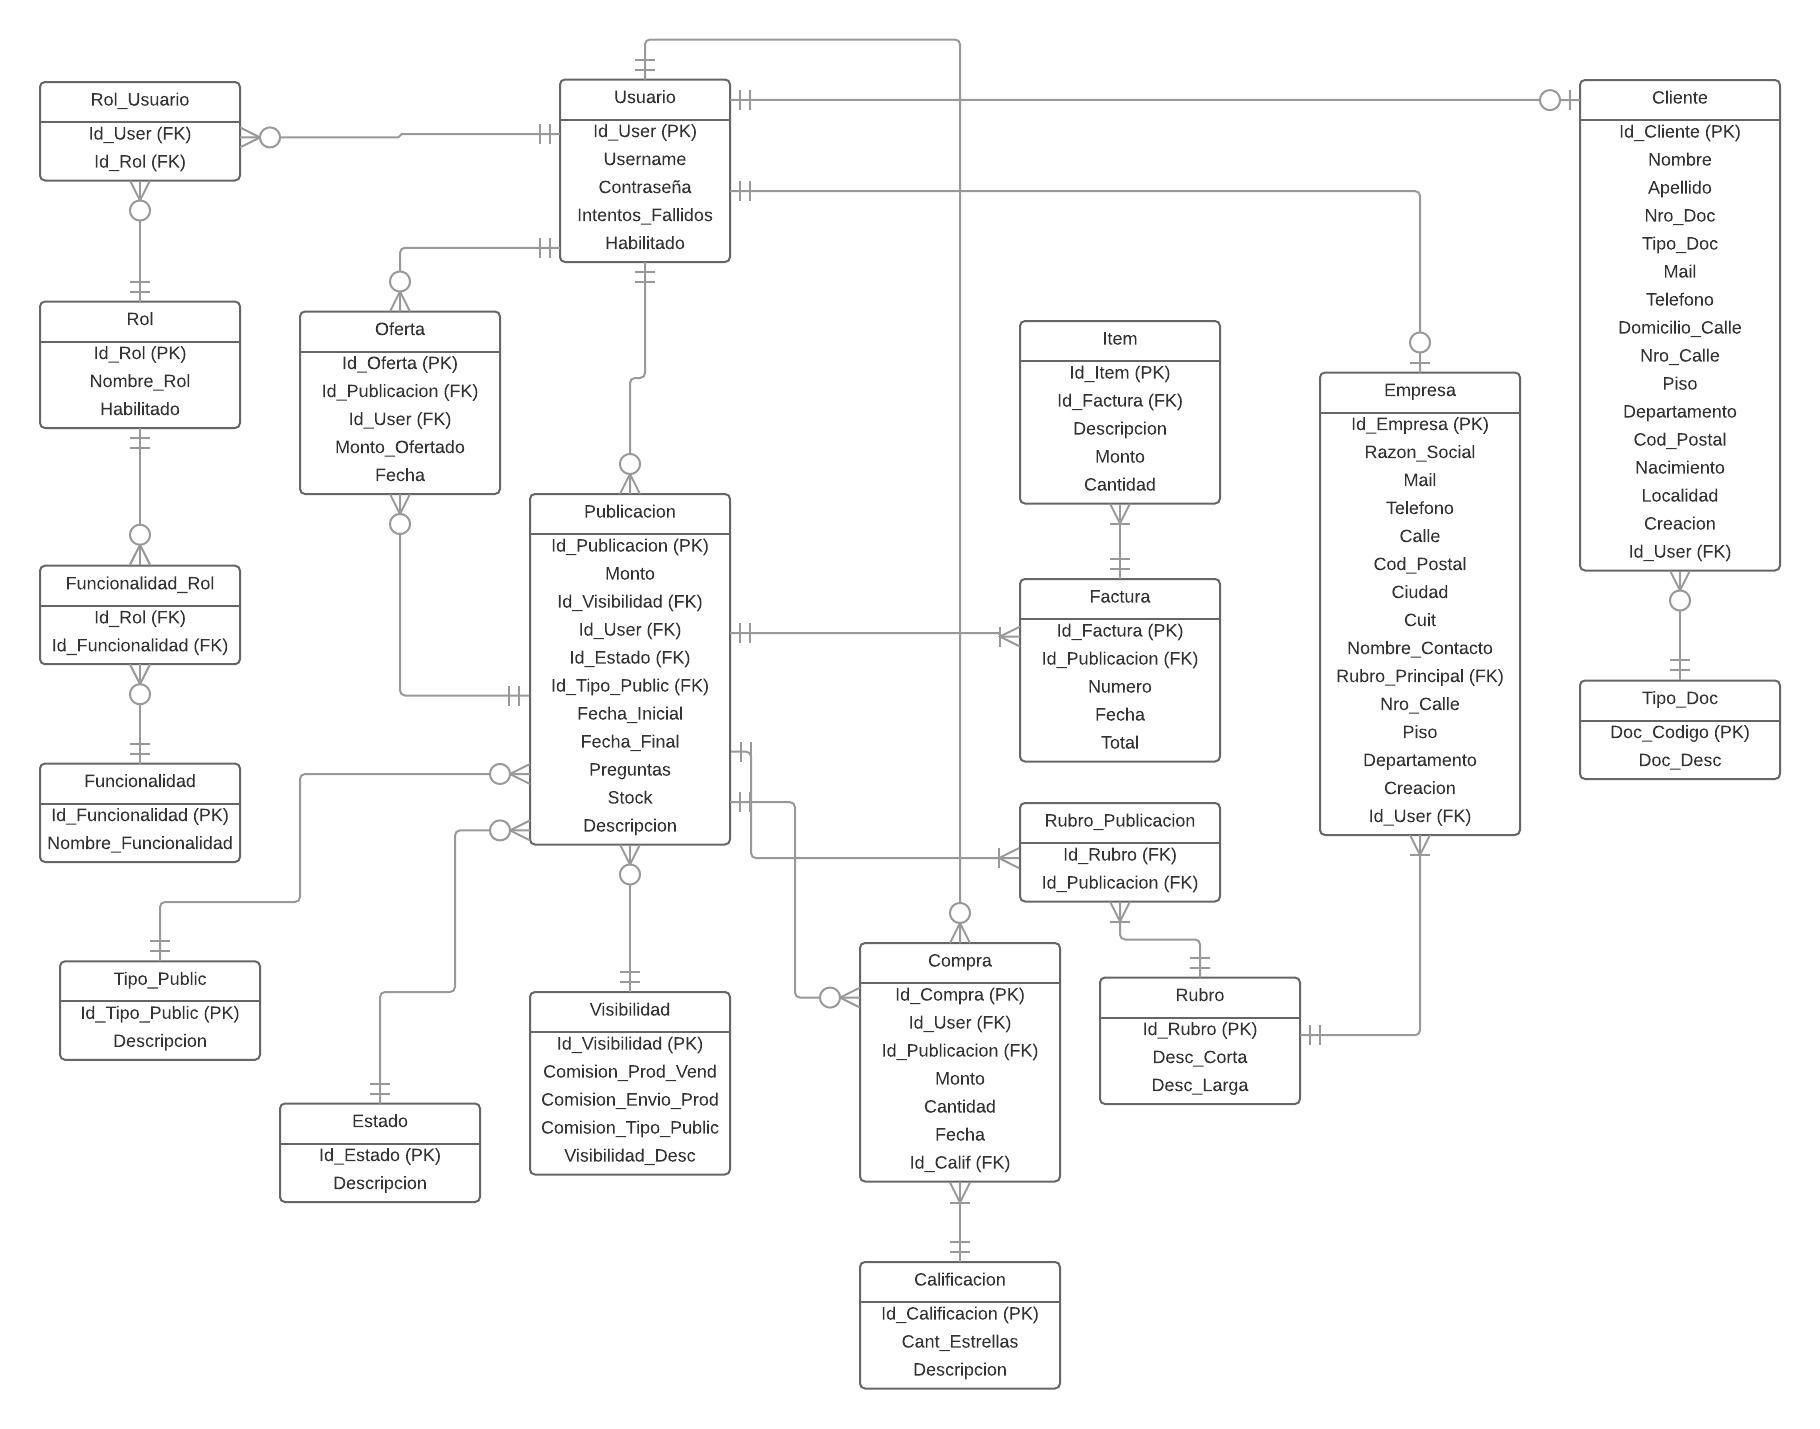 Rol_Usuario
Id_User (FK)
Id_Rol (FK)
Usuario
Id_User (PK)
Username
Contraseña
Intentos_Fallidos
Habilitado
Cliente
Id_Cliente (PK)
Nombre
Apellido
Nro_Doc
Tipo_Doc
Mail
Telefono
Domicilio_Calle
Nro_Calle
Piso
Departamento
Cod_Postal
Nacimiento
Localidad
Creacion
Id_User (FK)
Rol
Id_Rol (PK)
Nombre_Rol
Habilitado
Oferta
Id_Oferta (PK)
Id_Publicacion (FK)
Id_User (FK)
Monto_Ofertado
Fecha
Item
Id_Item (PK)
Id_Factura (FK)
Descripcion
Monto
Cantidad
Empresa
Id_Empresa (PK)
Razon_Social
Mail
Telefono
Calle
Cod_Postal
Ciudad
Cuit
Nombre_Contacto
Rubro_Principal (FK)
Nro_Calle
Piso
Departamento
Creacion
Id_User (FK)
Publicacion
Id_Publicacion (PK)
Monto
Id_Visibilidad (FK)
Id_User (FK)
Id_Estado (FK)
Id_Tipo_Public (FK)
Fecha_Inicial
Fecha_Final
Preguntas
Stock
Descripcion
Funcionalidad_Rol
Id_Rol (FK)
Id_Funcionalidad (FK)
Factura
Id_Factura (PK)
Id_Publicacion (FK)
Numero
Fecha
Total
Tipo_Doc
Doc_Codigo (PK)
Doc_Desc
Funcionalidad
Id_Funcionalidad (PK)
Nombre_Funcionalidad
Rubro_Publicacion
Id_Rubro (FK)
Id_Publicacion (FK)
Tipo_Public
Id_Tipo_Public (PK)
Descripcion
Compra
Id_Compra (PK)
Id_User (FK)
Id_Publicacion (FK)
Monto
Cantidad
Fecha
Id_Calif (FK)
Rubro
Id_Rubro (PK)
Desc_Corta
Desc_Larga
Visibilidad
Id_Visibilidad (PK)
Comision_Prod_Vend
Comision_Envio_Prod
Comision_Tipo_Public
Visibilidad_Desc
Estado
Id_Estado (PK)
Descripcion
Calificacion
Id_Calificacion (PK)
Cant_Estrellas
Descripcion